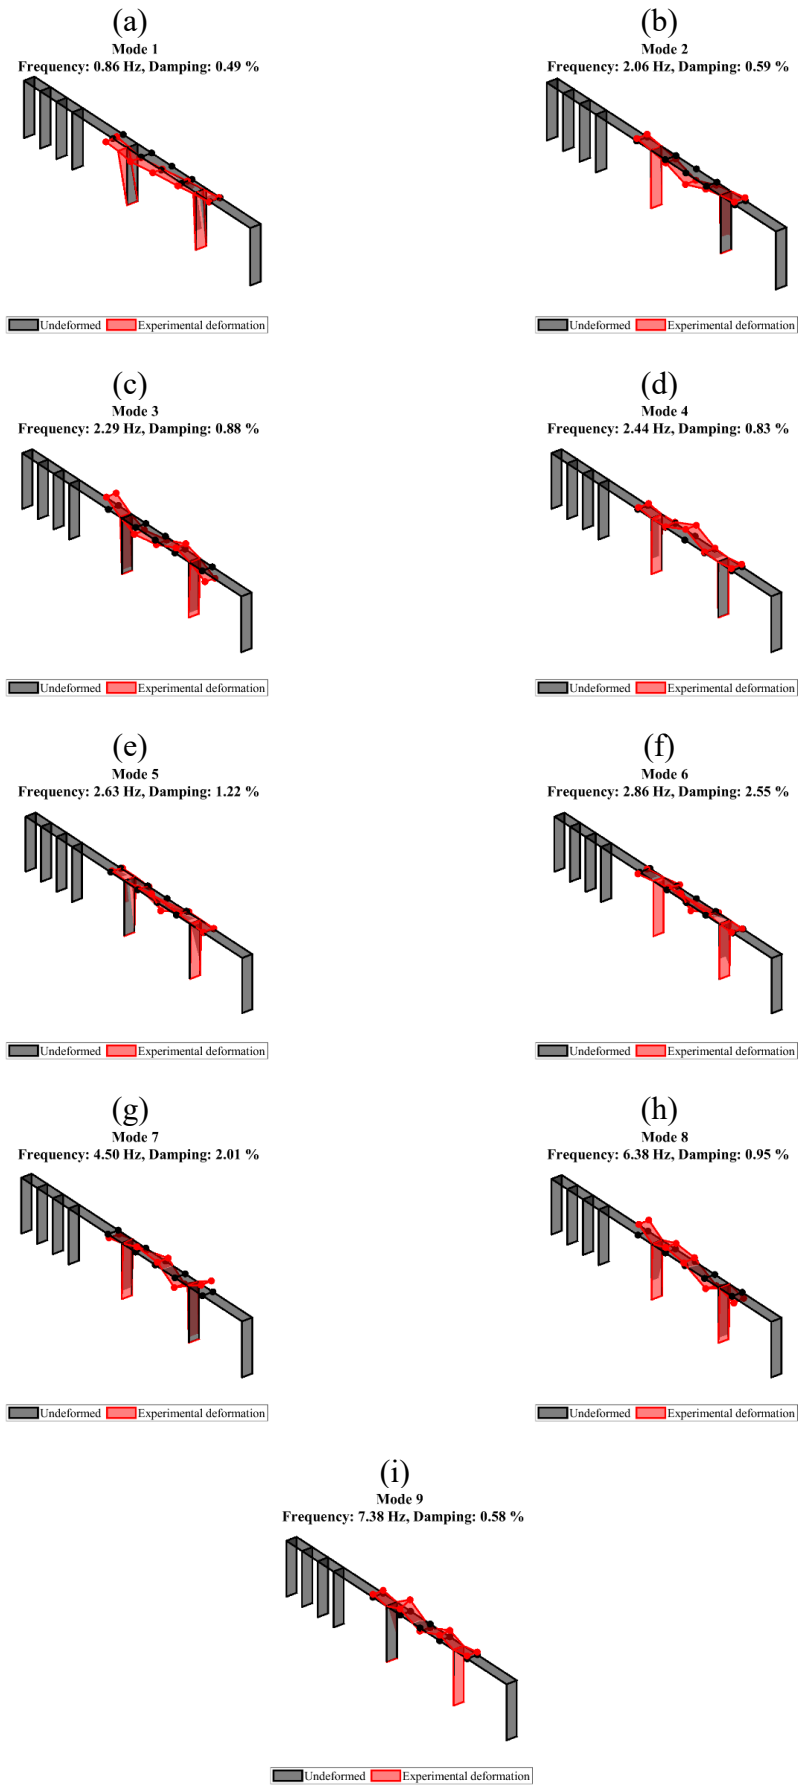 (a)
Mode 1
Frequency: 0.86 Hz, Damping: 0.49 %
Undeformed Experimental deformation
(b)
Mode 2
Frequency: 2.06 Hz, Damping: 0.59 %
Undeformed Experimental deformation
(c)
Mode 3
Frequency: 2.29 Hz, Damping: 0.88 %
Undeformed Experimental deformation
(d)
Mode 4
Frequency: 2.44 Hz, Damping: 0.83 %
Undeformed Experimental deformation
(e)
Mode 5
Frequency: 2.63 Hz, Damping: 1.22 %
Undeformed Experimental deformation
(f)
Mode 6
Frequency: 2.86 Hz, Damping: 2.55 %
Undeformed Experimental deformation
(g)
Mode 7
Frequency: 4.50 Hz, Damping: 2.01 %
Undeformed Experimental deformation
(h)
Mode 8
Frequency: 6.38 Hz, Damping: 0.95 %
Undeformed Experimental deformation
(i)
Mode 9
Frequency: 7.38 Hz, Damping: 0.58 %
Undeformed Experimental deformation